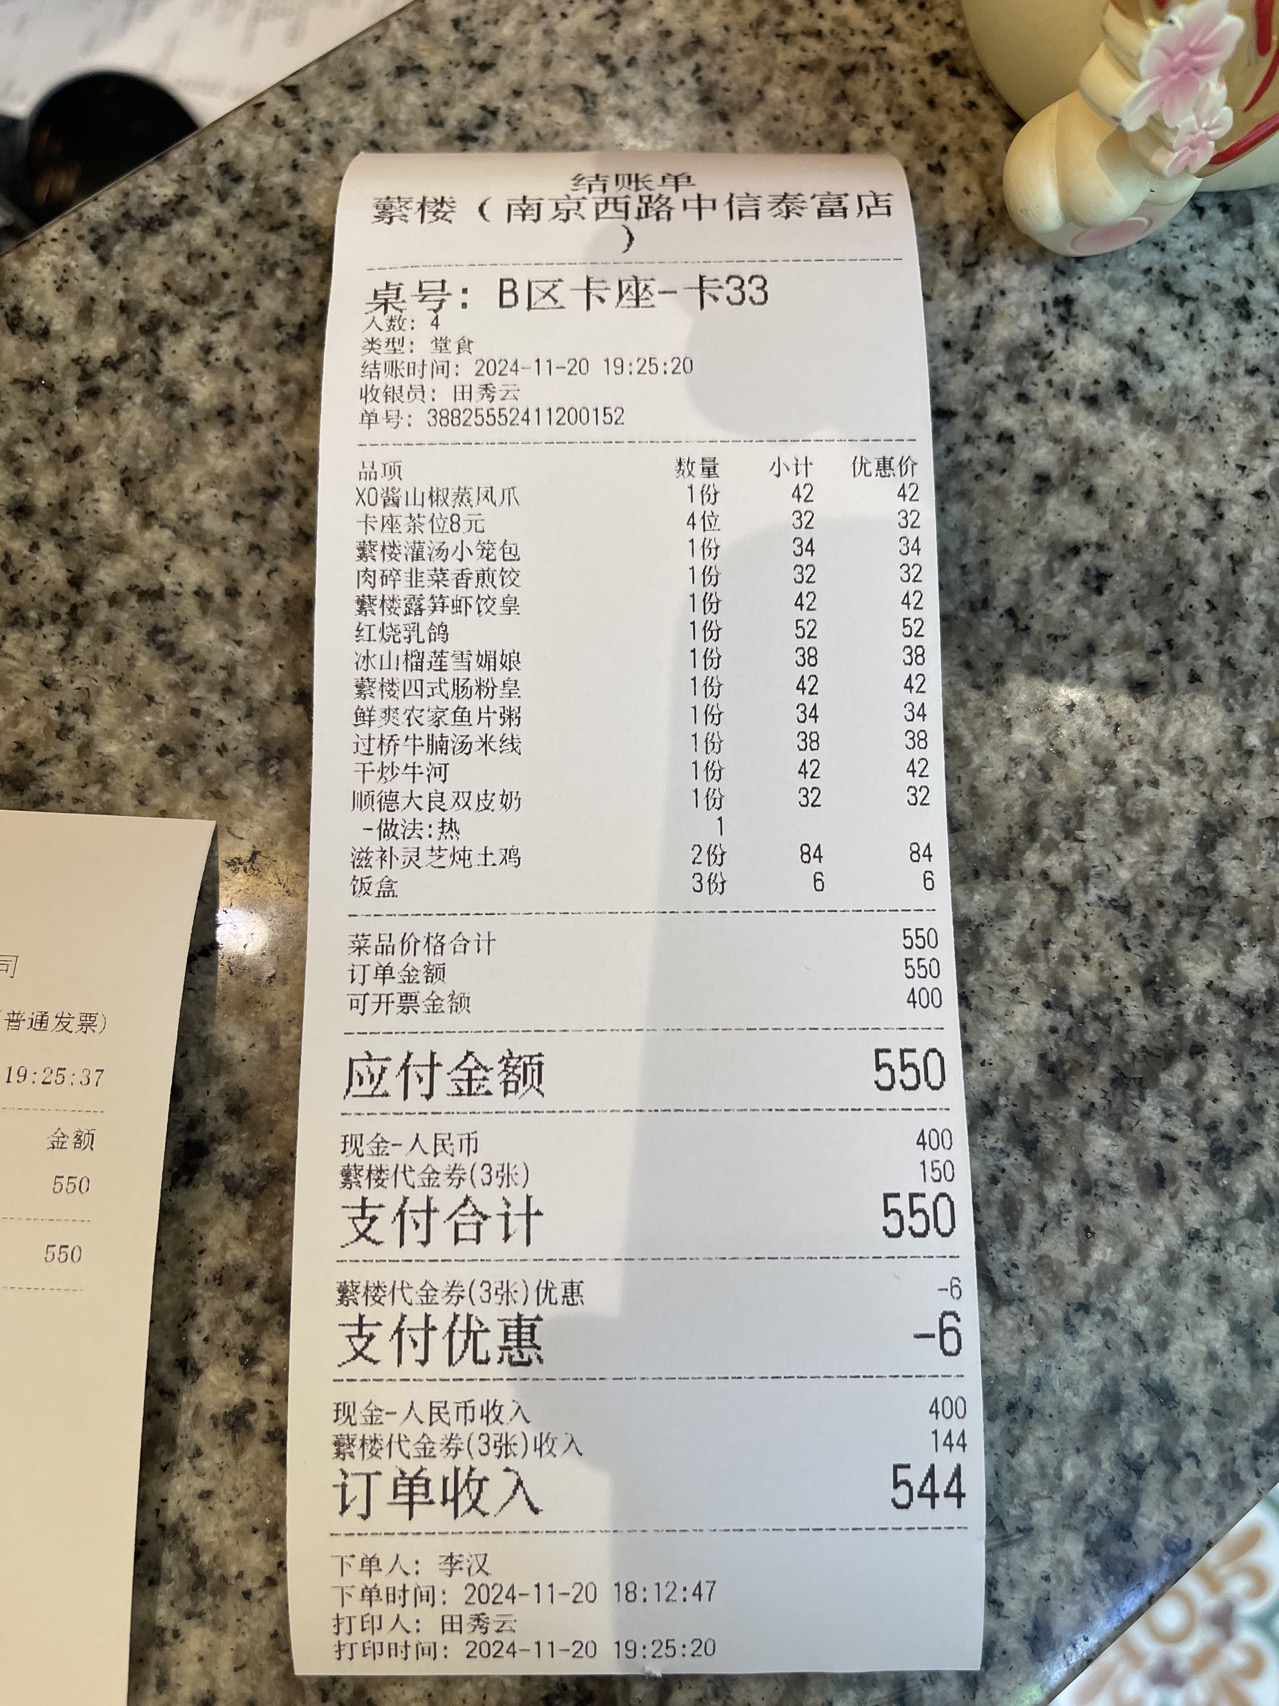 结账单
蘩楼（南京西路中信泰富店
）
桌号: B区卡座-卡33
人数: 4
类型: 堂食
结账时间: 2024-11-20 19:25:20
收银员: 田秀云
单号: 38825552411200152
品项 数量 小计 优惠价
XO酱山椒蒸凤爪 1份 42 42
卡座茶位8元 4位 32 32
蘩楼灌汤小笼包 1份 34 34
肉碎韭菜香煎饺 1份 32 32
蘩楼露笋虾饺皇 1份 42 42
红烧乳鸽 1份 52 52
冰山榴莲雪媚娘 1份 38 38
蘩楼四式肠粉皇 1份 42 42
鲜爽农家鱼片粥 1份 34 34
过桥牛腩汤米线 1份 38 38
干炒牛河 1份 42 42
顺德大良双皮奶 1份 32 32
-做法:热 1
滋补灵芝炖土鸡 2份 84 84
饭盒 3份 6 6
菜品价格合计 550
订单金额 550
可开票金额 400
应付金额 550
现金-人民币 400
蘩楼代金券(3张) 150
支付合计 550
蘩楼代金券(3张)优惠 -6
支付优惠 -6
现金-人民币收入 400
蘩楼代金券(3张)收入 144
订单收入 544
下单人: 李汉
下单时间: 2024-11-20 18:12:47
打印人: 田秀云
打印时间: 2024-11-20 19:25:20
司
普通发票)
19:25:37
金额
550
550